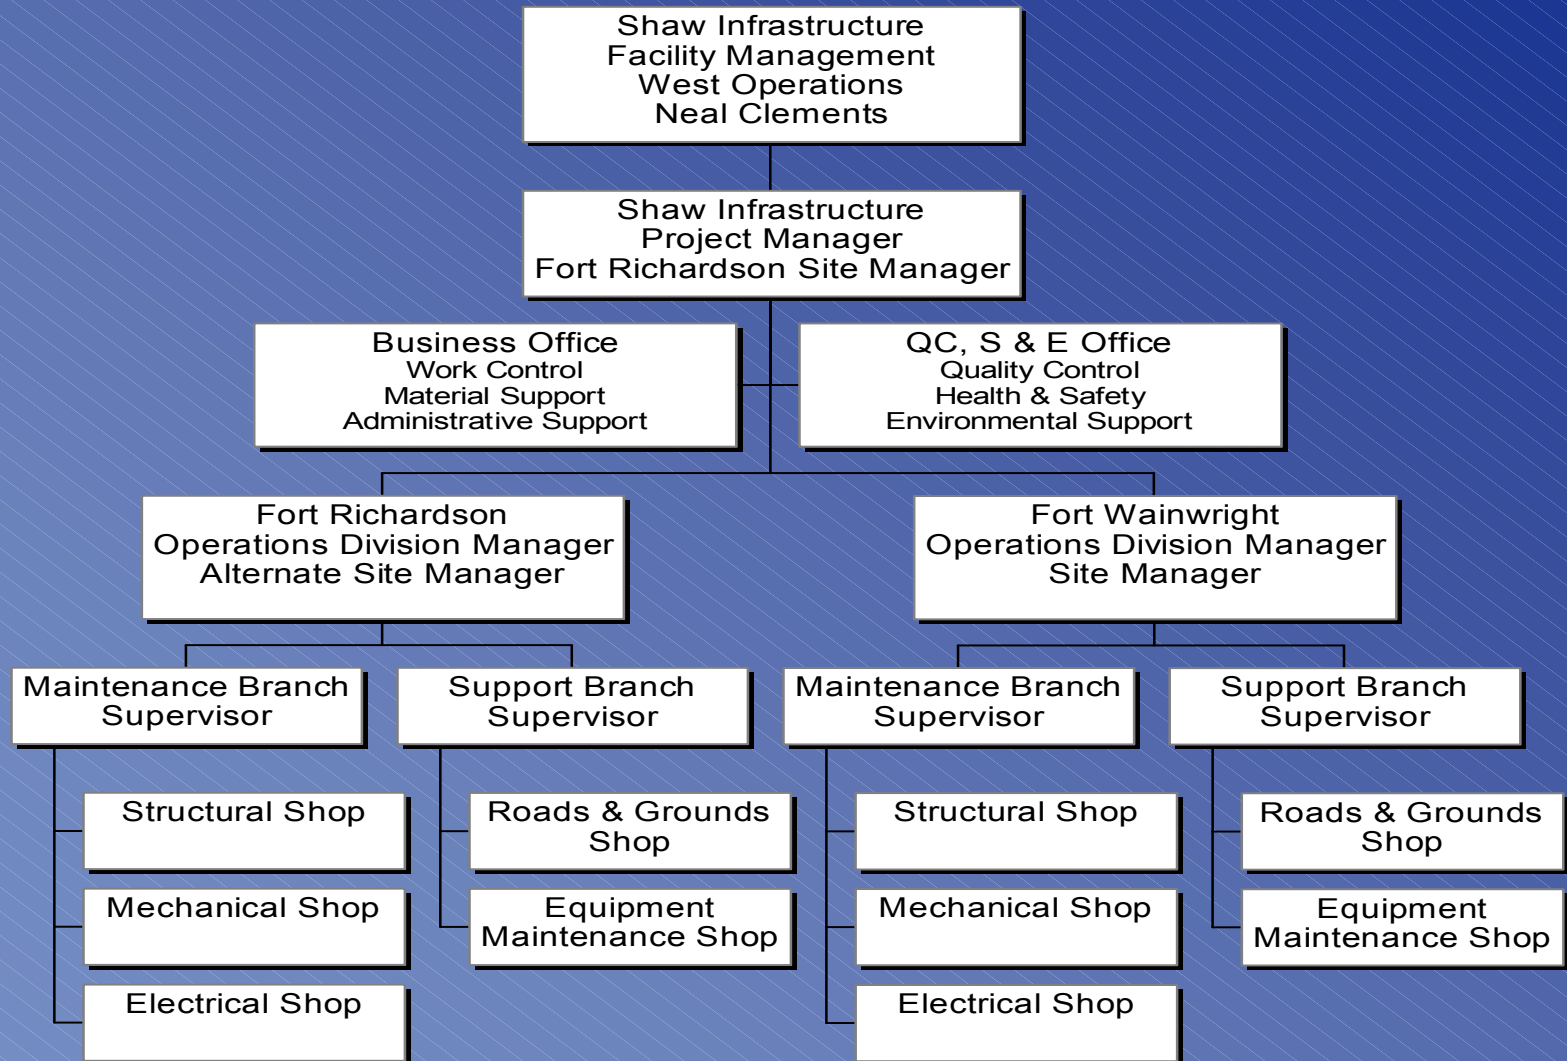 Shaw Infrastructure
Facility Management
West Operations
Neal Clements
Shaw Infrastructure
Project Manager
Fort Richardson Site Manager
Business Office
Work Control
Material Support
Administrative Support
QC, S & E Office
Quality Control
Health & Safety
Environmental Support
Fort Richardson
Operations Division Manager
Alternate Site Manager
Fort Wainwright
Operations Division Manager
Site Manager
Maintenance Branch
Supervisor
Structural Shop
Mechanical Shop
Electrical Shop
Support Branch
Supervisor
Roads & Grounds
Shop
Equipment
Maintenance Shop
Maintenance Branch
Supervisor
Structural Shop
Mechanical Shop
Electrical Shop
Support Branch
Supervisor
Roads & Grounds
Shop
Equipment
Maintenance Shop